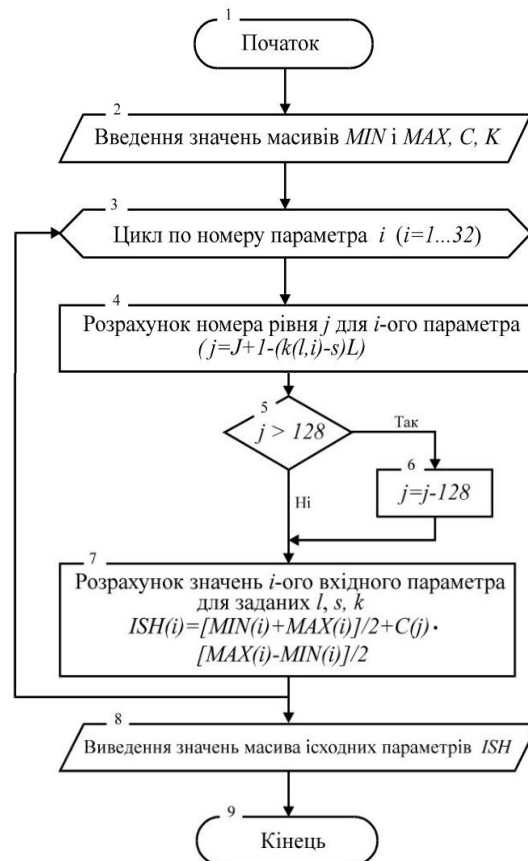 1
Початок
2
Введення значень масивів MIN і MAX, C, K
3
Цикл по номеру параметра i (i=1...32)
4
Розрахунок номера рівня j для i-ого параметра
(j=J+1-(k(l,i)-s)L)
5
j > 128
Так
6
j=j-128
Ні
7
Розрахунок значень i-ого вхідного параметра
для заданих l, s, k
ISH(i)=[MIN(i)+MAX(i)]/2+C(j)·
[MAX(i)-MIN(i)]/2
8
Виведення значень масива ісходних параметрів ISH
9
Кінець